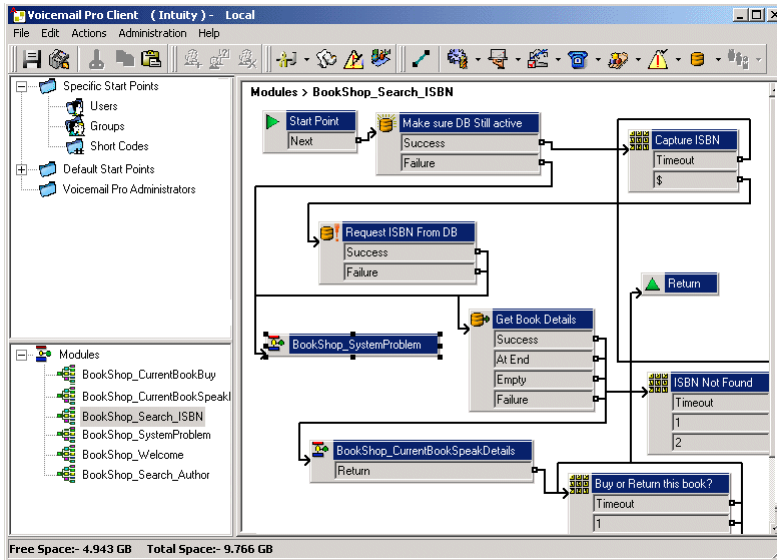 Voicemail Pro Client   ( Intuity ) -   Local
File Edit Actions Administration Help
Specific Start Points
Users
Groups
Short Codes
Default Start Points
Voicemail Pro Administrators
Modules
BookShop_CurrentBookBuy
BookShop_CurrentBookSpeakI
BookShop_Search_ISBN
BookShop_SystemProblem
BookShop_Welcome
BookShop_Search_Author
Modules > BookShop_Search_ISBN
Start Point
Next
Make sure DB Still active
Success
Failure
Capture ISBN
Timeout
$
Request ISBN From DB
Success
Failure
Return
BookShop_SystemProblem
Get Book Details
Success
At End
Empty
Failure
ISBN Not Found
Timeout
1
2
BookShop_CurrentBookSpeakDetails
Return
Buy or Return this book?
Timeout
1
Free Space:- 4.943 GB   Total Space:- 9.766 GB